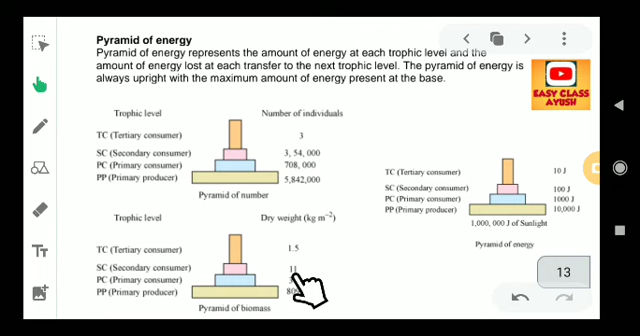 Pyramid of energy
Pyramid of energy represents the amount of energy at each trophic level and the
amount of energy lost at each transfer to the next trophic level. The pyramid of energy is
always upright with the maximum amount of energy present at the base.
EASY CLASS
AYUSH
Trophic level Number of individuals
TC (Tertiary consumer) 3
SC (Secondary consumer) 3, 54, 000
PC (Primary consumer) 708, 000
PP (Primary producer) 5,842,000
Pyramid of number
Trophic level Dry weight (kg m⁻²)
TC (Tertiary consumer) 1.5
SC (Secondary consumer) 11
PC (Primary consumer)
PP (Primary producer)
Pyramid of biomass
TC (Tertiary consumer) 10 J
SC (Secondary consumer) 100 J
PC (Primary consumer) 1000 J
PP (Primary producer) 10,000 J
1,000, 000 J of Sunlight
Pyramid of energy
13
Tт